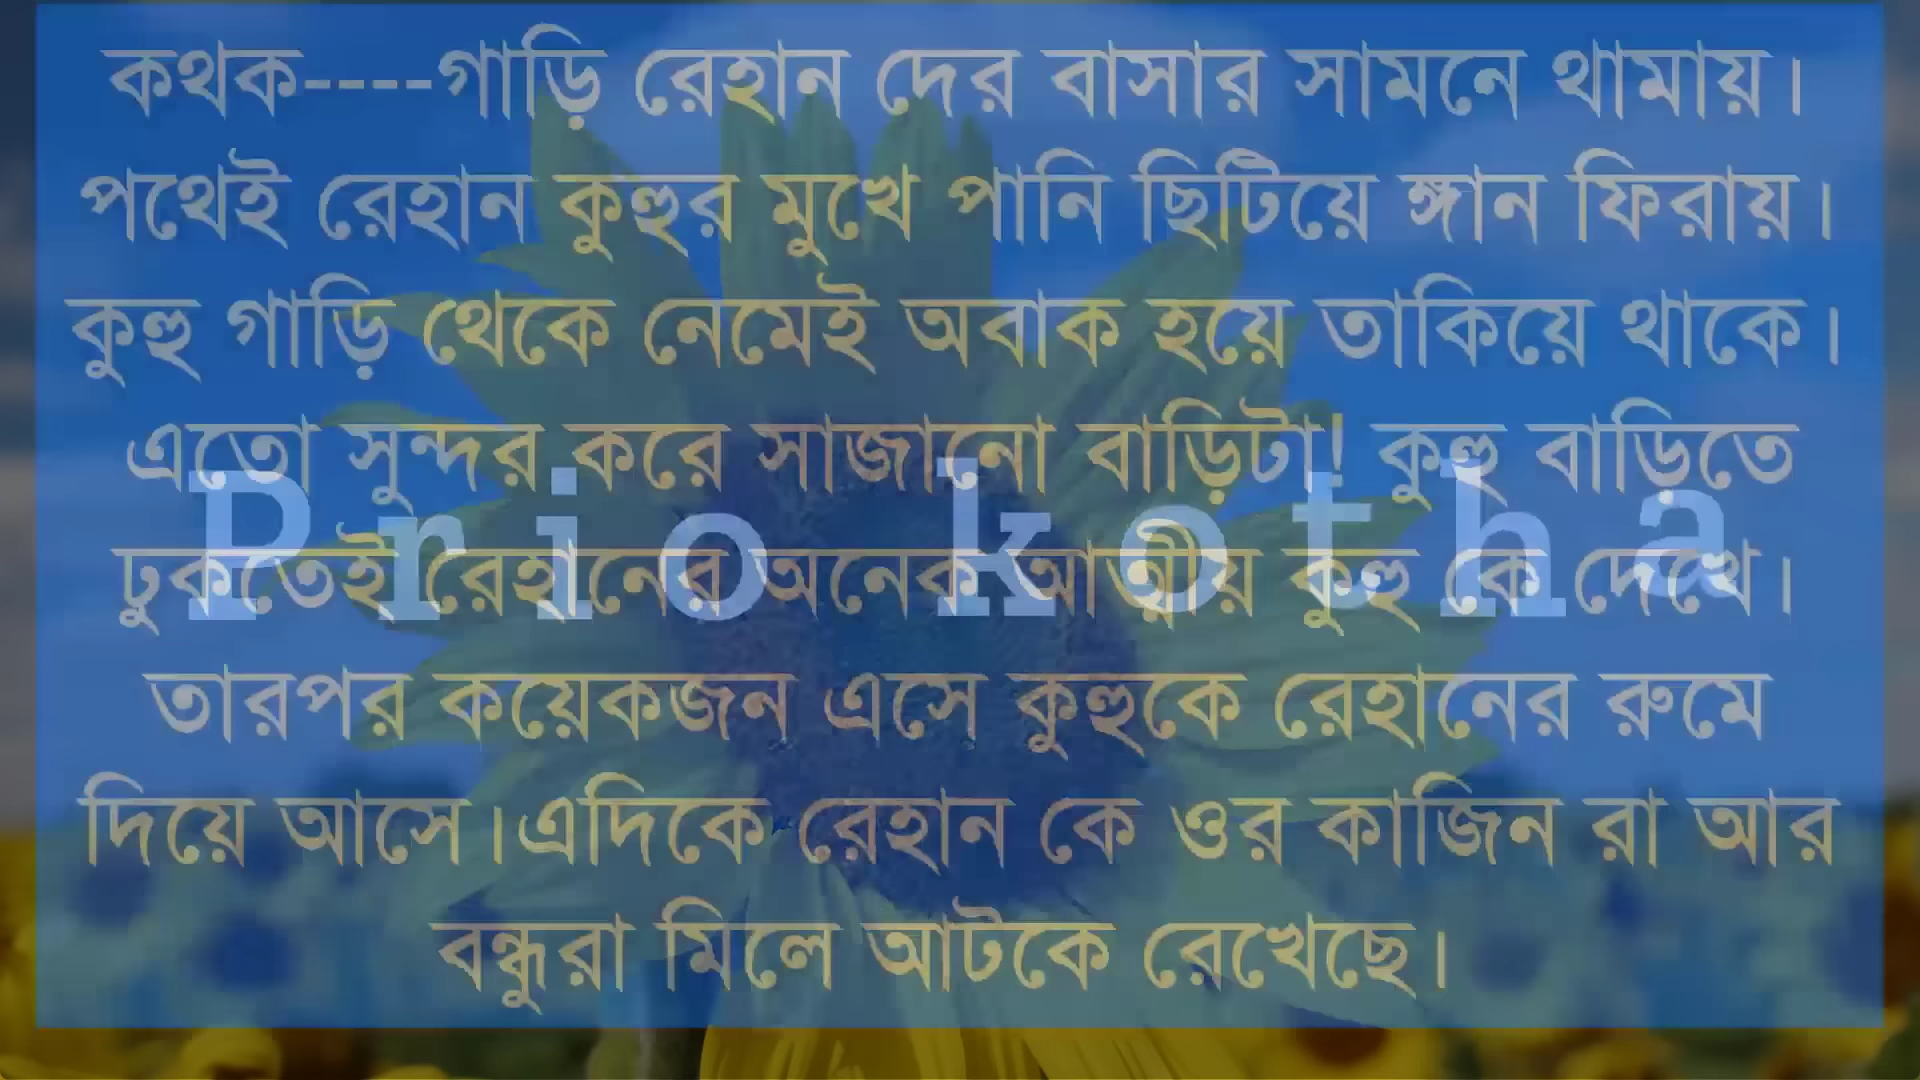 কথক----গাড়ি রেহান দের বাসার সামনে থামায়।
পথেই রেহান কুহুর মুখে পানি ছিটিয়ে ঙ্গান ফিরায়।
কুহু গাড়ি থেকে নেমেই অবাক হয়ে তাকিয়ে থাকে।
এতো সুন্দর করে সাজানো বাড়িটা! কুহু বাড়িতে
Prio kotha
ঢুকতেই রেহানের অনেক আত্মীয় কুহু কে দেখে।
তারপর কয়েকজন এসে কুহুকে রেহানের রুমে
দিয়ে আসে।এদিকে রেহান কে ওর কাজিন রা আর
বন্ধুরা মিলে আটকে রেখেছে।